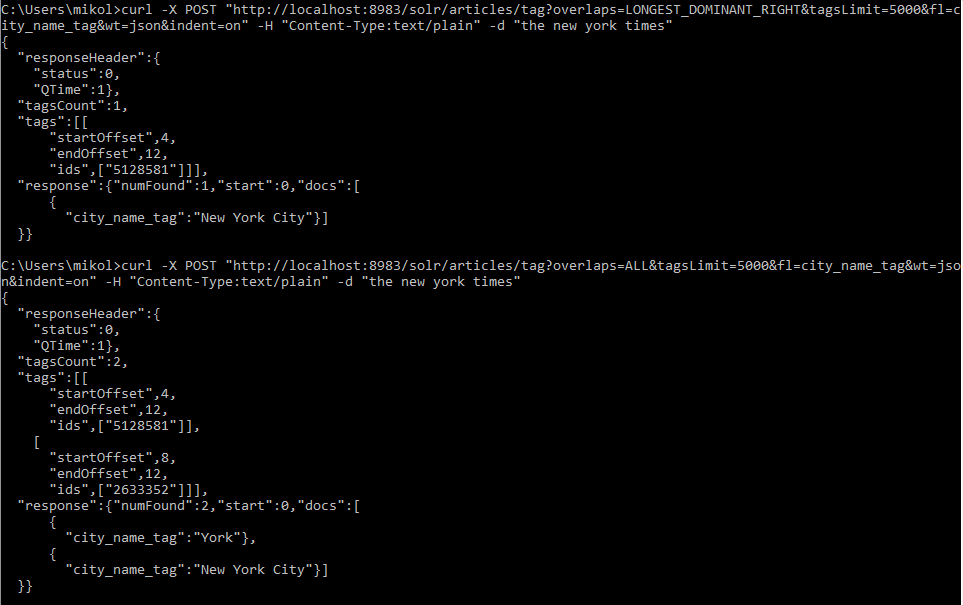 C:\Users\mikol>curl -X POST "http://localhost:8983/solr/articles/tag?overlaps=LONGEST_DOMINANT_RIGHT&tagsLimit=5000&fl=c
ity_name_tag&wt=json&indent=on" -H "Content-Type:text/plain" -d "the new york times"
{
  "responseHeader":{
    "status":0,
    "QTime":1},
  "tagsCount":1,
  "tags":[[
      "startOffset",4,
      "endOffset",12,
      "ids",["5128581"]]],
  "response":{"numFound":1,"start":0,"docs":[
      {
        "city_name_tag":"New York City"}]
  }}
C:\Users\mikol>curl -X POST "http://localhost:8983/solr/articles/tag?overlaps=ALL&tagsLimit=5000&fl=city_name_tag&wt=jso
n&indent=on" -H "Content-Type:text/plain" -d "the new york times"
{
  "responseHeader":{
    "status":0,
    "QTime":1},
  "tagsCount":2,
  "tags":[[
      "startOffset",4,
      "endOffset",12,
      "ids",["5128581"]],
    [
      "startOffset",8,
      "endOffset",12,
      "ids",["2633352"]]],
  "response":{"numFound":2,"start":0,"docs":[
      {
        "city_name_tag":"York"},
      {
        "city_name_tag":"New York City"}]
  }}